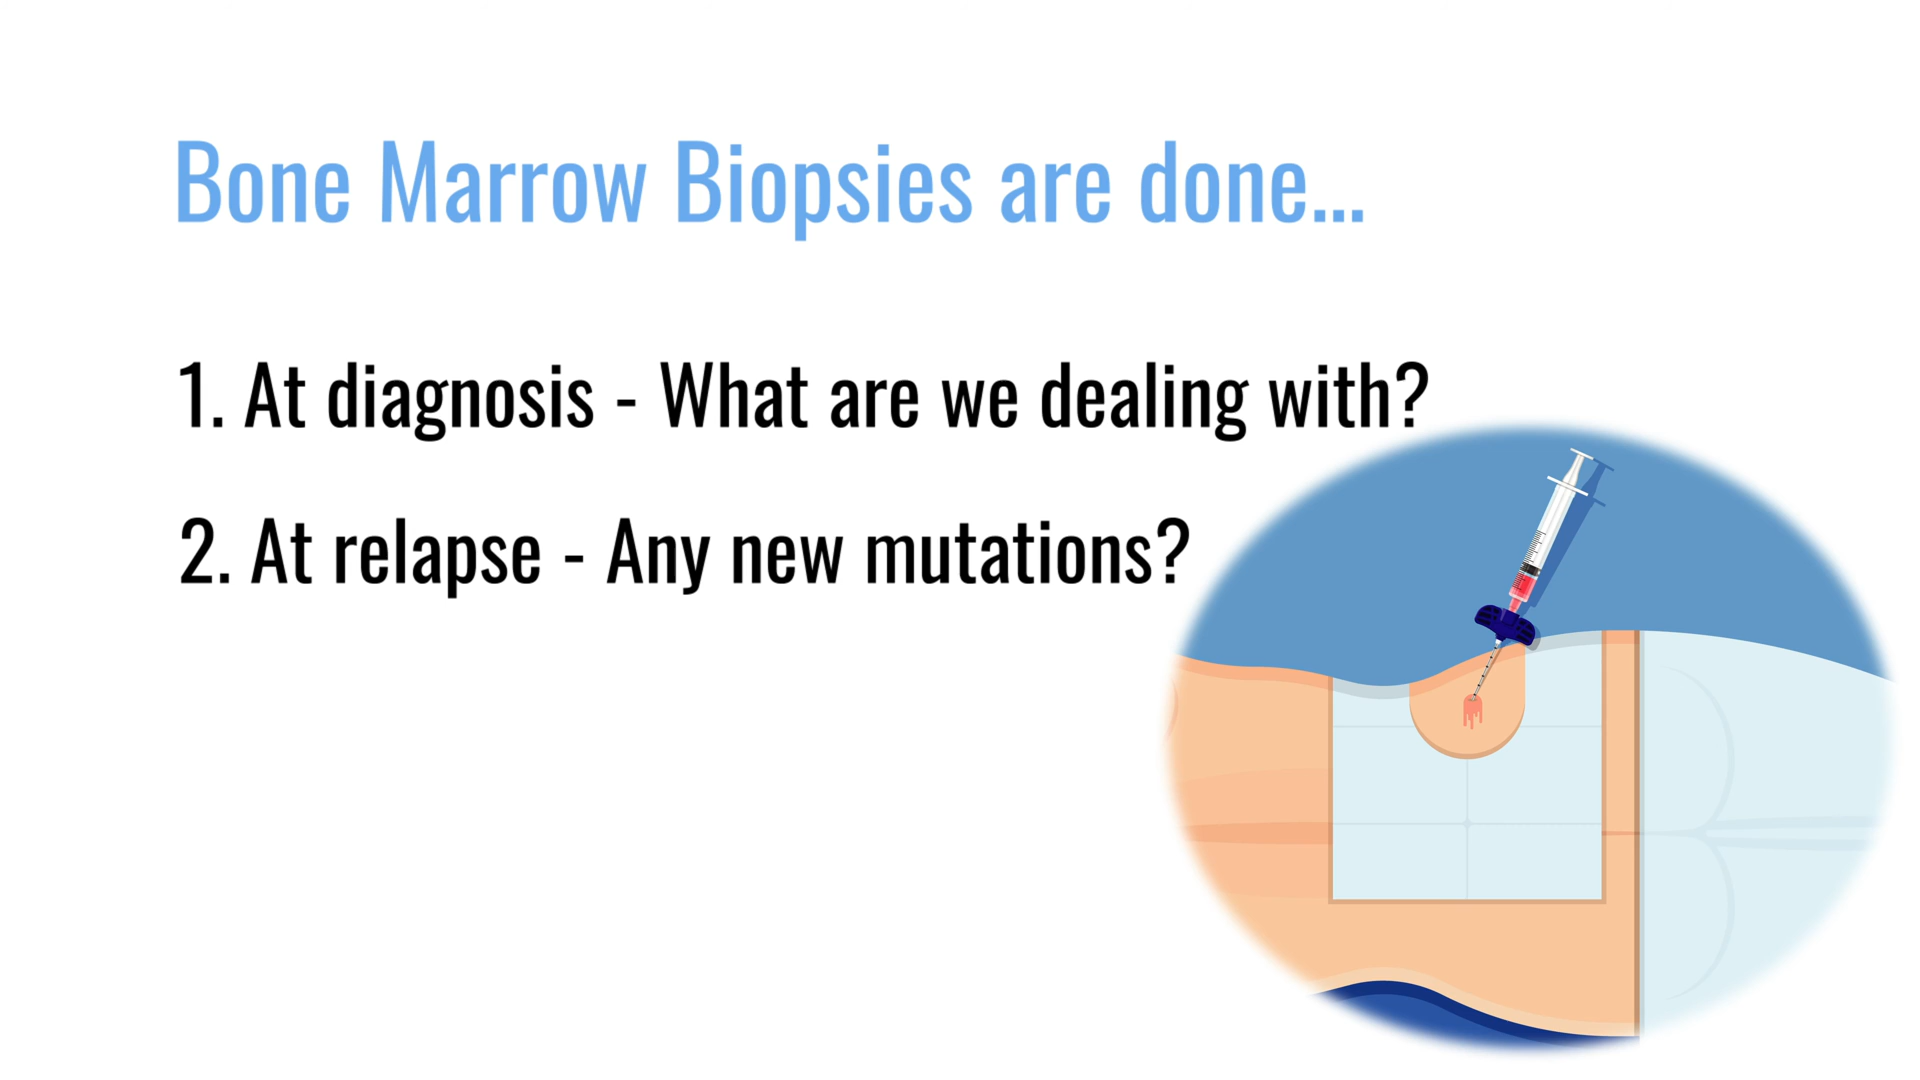 Bone Marrow Biopsies are done...
1. At diagnosis - What are we dealing with?
2. At relapse - Any new mutations?